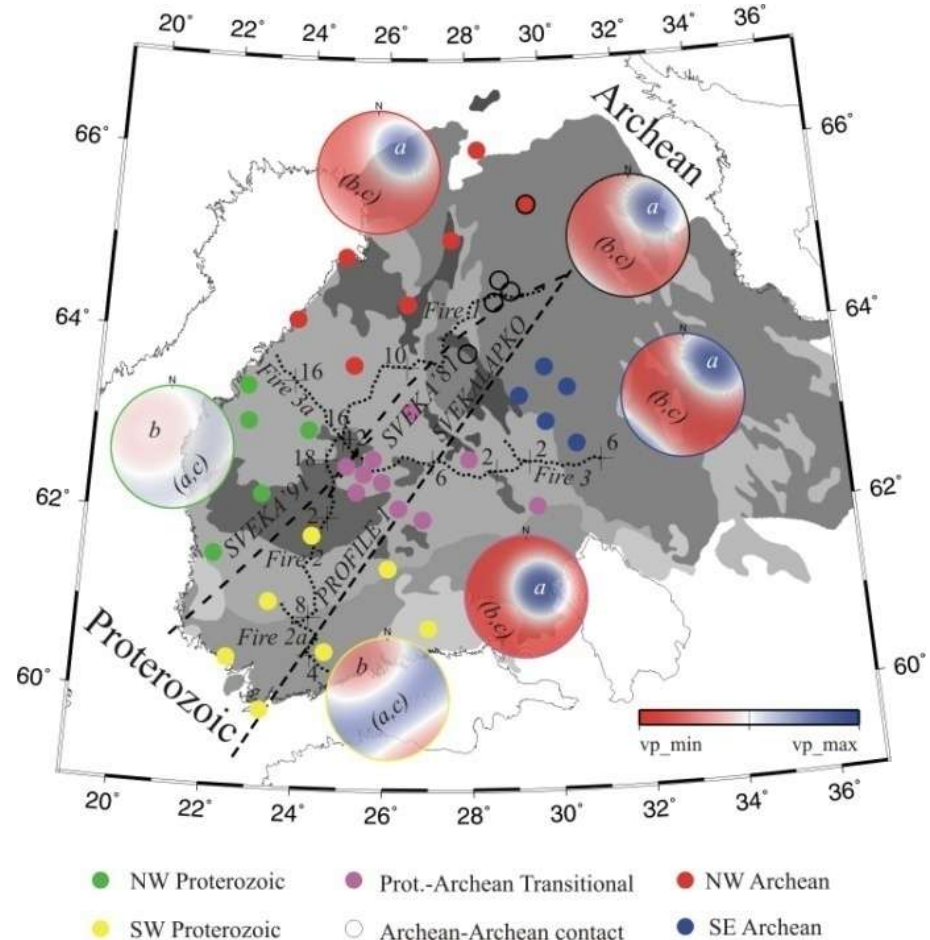 20° 22° 24° 26° 28° 30° 32° 34° 36°
Archean
66° 66°
N
a
(b,c)
N
a
(b,c)
64° 64°
Fire 1
N
a
(b,c)
10
16
Fire 3a
SVEKA'81
SVEKALAPKO
N
b
(a,c)
16
12
18
6 2 2 6
Fire 3
62° 62°
SVEKA'91
2
Fire 2
PROFILE 1
N
a
(b,c)
8
Fire 2a
4
N
b
(a,c)
60° 60°
Proterozoic
vp_min vp_max
20° 22° 24° 26° 28° 30° 32° 34° 36°
NW Proterozoic Prot.-Archean Transitional NW Archean
SW Proterozoic Archean-Archean contact SE Archean